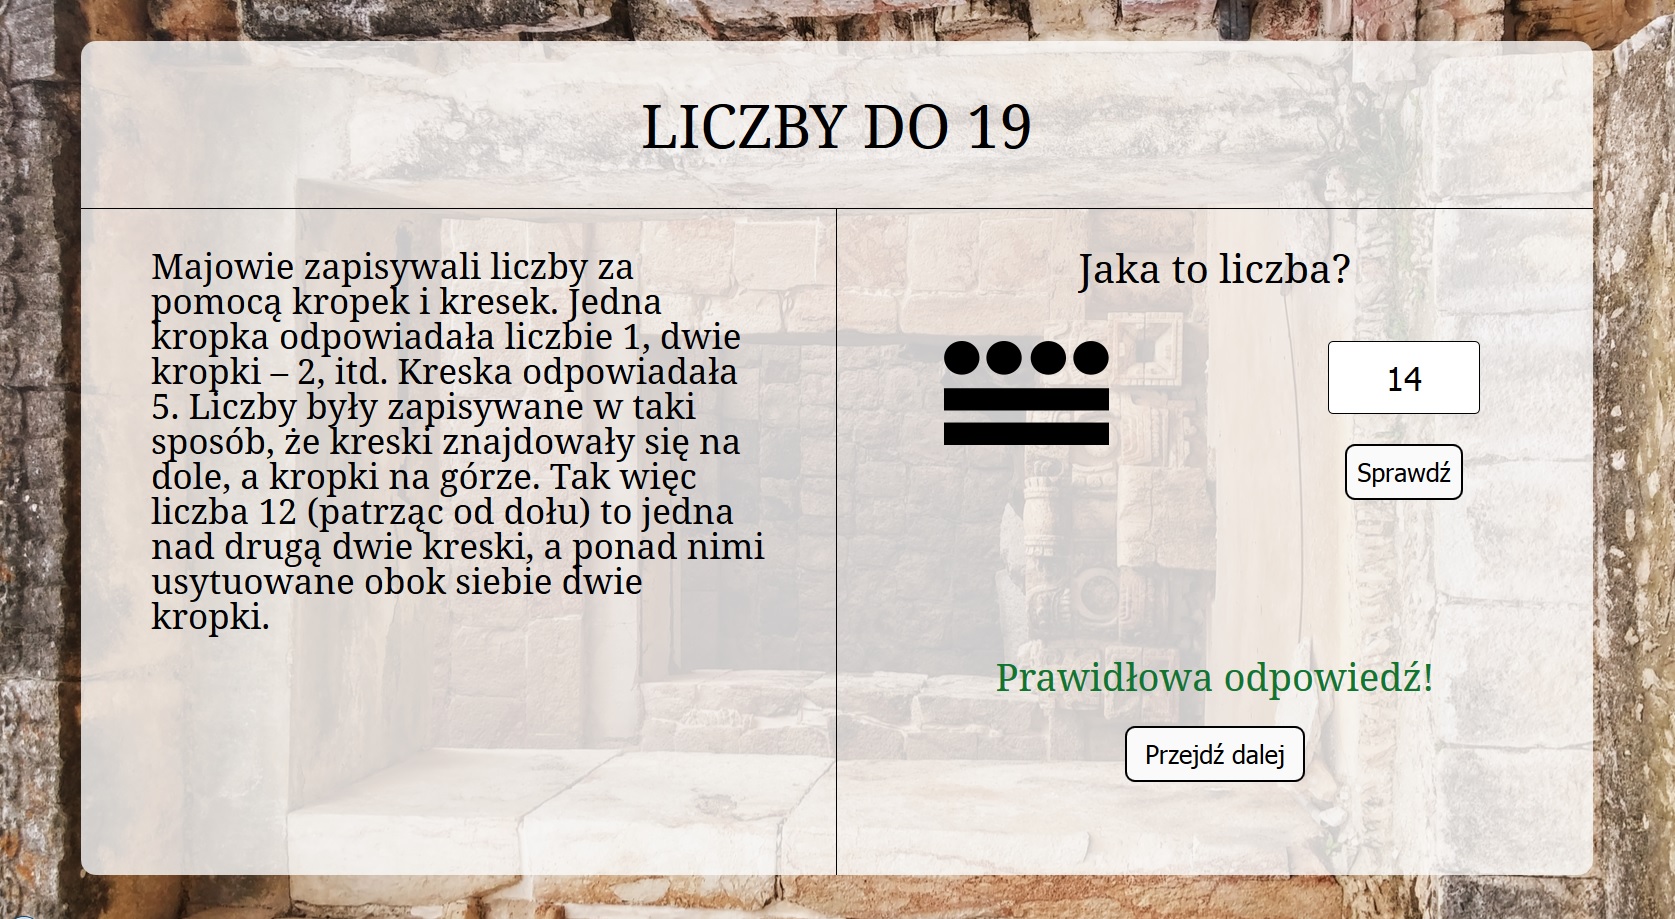 LICZBY DO 19
Majowie zapisywali liczby za
pomocą kropek i kresek. Jedna
kropka odpowiadała liczbie 1, dwie
kropki – 2, itd. Kreska odpowiadała
5. Liczby były zapisywane w taki
sposób, że kreski znajdowały się na
dole, a kropki na górze. Tak więc
liczba 12 (patrząc od dołu) to jedna
nad drugą dwie kreski, a ponad nimi
usytuowane obok siebie dwie
kropki.
Jaka to liczba?
14
Sprawdź
Prawidłowa odpowiedź!
Przejdź dalej